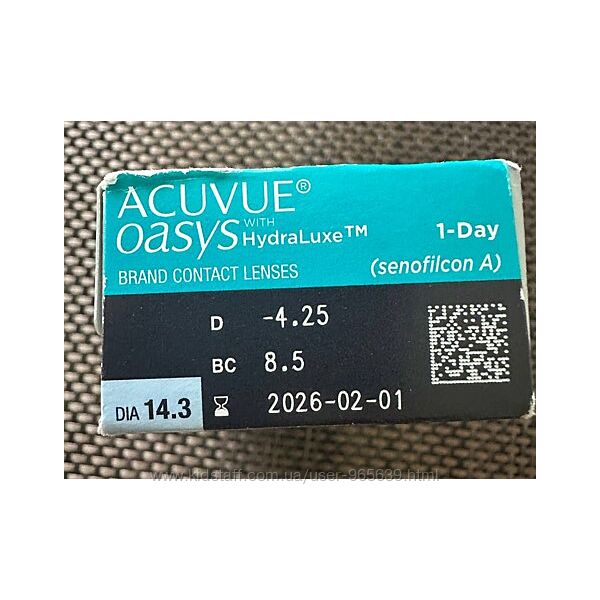 ACUVUE®
oasys WITH HydraLuxe™ 1-Day
BRAND CONTACT LENSES (senofilcon A)
D -4.25
BC 8.5
DIA 14.3 2026-02-01
www.kidstaff.com.ua/user-965639.html